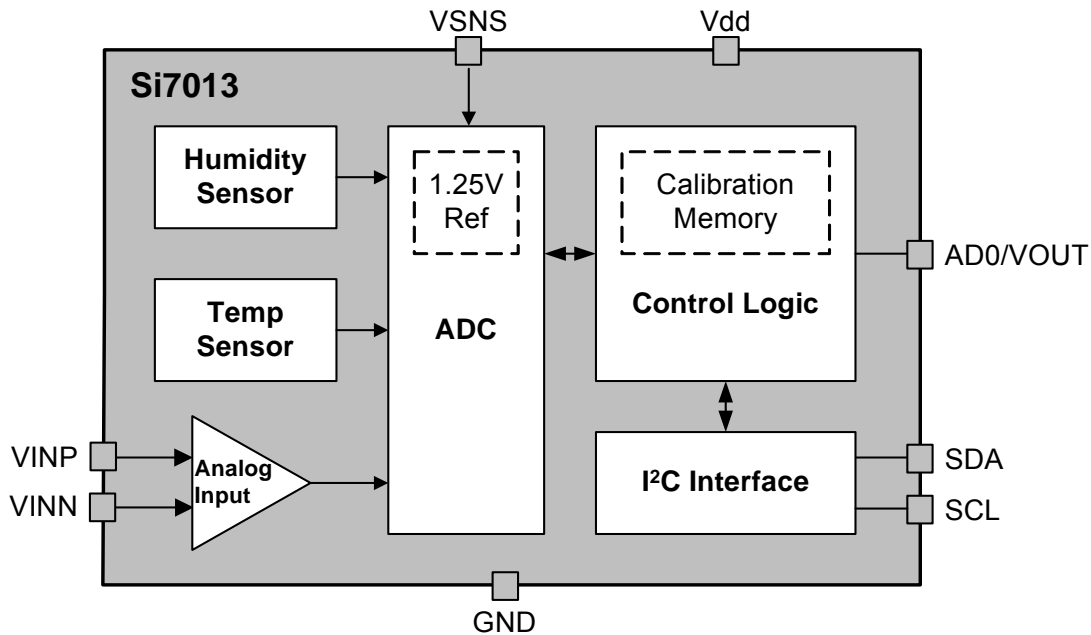 VSNS
Vdd
Si7013
Humidity
Sensor
1.25V
Ref
Calibration
Memory
AD0/VOUT
Control Logic
Temp
Sensor
ADC
VINP
VINN
Analog
Input
I²C Interface
SDA
SCL
GND